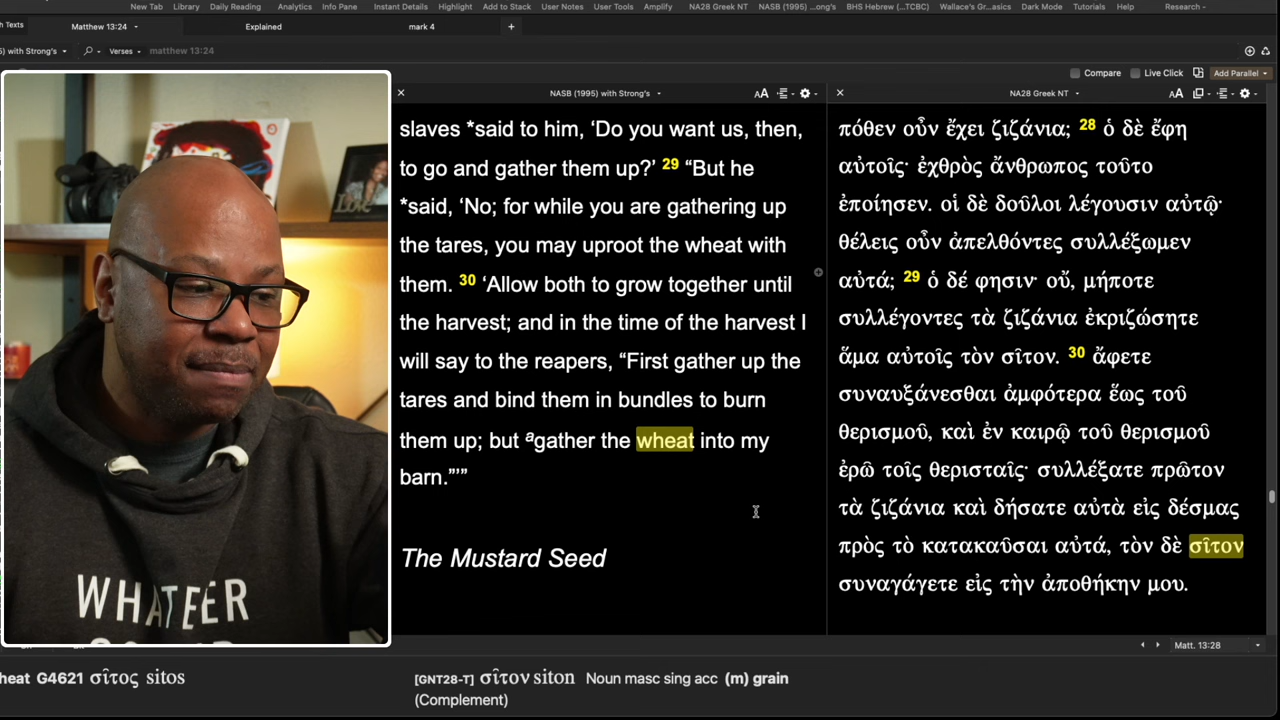 New Tab Library Daily Reading Analytics Info Pane Instant Details Highlight Add to Stack User Notes User Tools Amplify NA28 Greek NT NASB (1995) ...ong's BHS Hebrew (...TCBC) Wallace's Gr...asics Dark Mode Tutorials Help Research
Texts Matthew 13:24 Explained mark 4 +
with Strong's Verses matthew 13:24
Compare Live Click Add Parallel
NASB (1995) with Strong's
slaves *said to him, ‘Do you want us, then,
to go and gather them up?’ 29 “But he
*said, ‘No; for while you are gathering up
the tares, you may uproot the wheat with
them. 30 ‘Allow both to grow together until
the harvest; and in the time of the harvest I
will say to the reapers, “First gather up the
tares and bind them in bundles to burn
them up; but ᵃgather the wheat into my
barn.”’”
The Mustard Seed
NA28 Greek NT
πόθεν οὖν ἔχει ζιζάνια; 28 ὁ δὲ ἔφη
αὐτοῖς· ἐχθρὸς ἄνθρωπος τοῦτο
ἐποίησεν. οἱ δὲ δοῦλοι λέγουσιν αὐτῷ·
θέλεις οὖν ἀπελθόντες συλλέξωμεν
αὐτά; 29 ὁ δέ φησιν· οὔ, μήποτε
συλλέγοντες τὰ ζιζάνια ἐκριζώσητε
ἅμα αὐτοῖς τὸν σῖτον. 30 ἄφετε
συναυξάνεσθαι ἀμφότερα ἕως τοῦ
θερισμοῦ, καὶ ἐν καιρῷ τοῦ θερισμοῦ
ἐρῶ τοῖς θερισταῖς· συλλέξατε πρῶτον
τὰ ζιζάνια καὶ δήσατε αὐτὰ εἰς δέσμας
πρὸς τὸ κατακαῦσαι αὐτά, τὸν δὲ σῖτον
συναγάγετε εἰς τὴν ἀποθήκην μου.
Matt. 13:28
WHATEER
heat G4621 σῖτος sitos
[GNT28-T] σῖτον siton Noun masc sing acc (m) grain
(Complement)